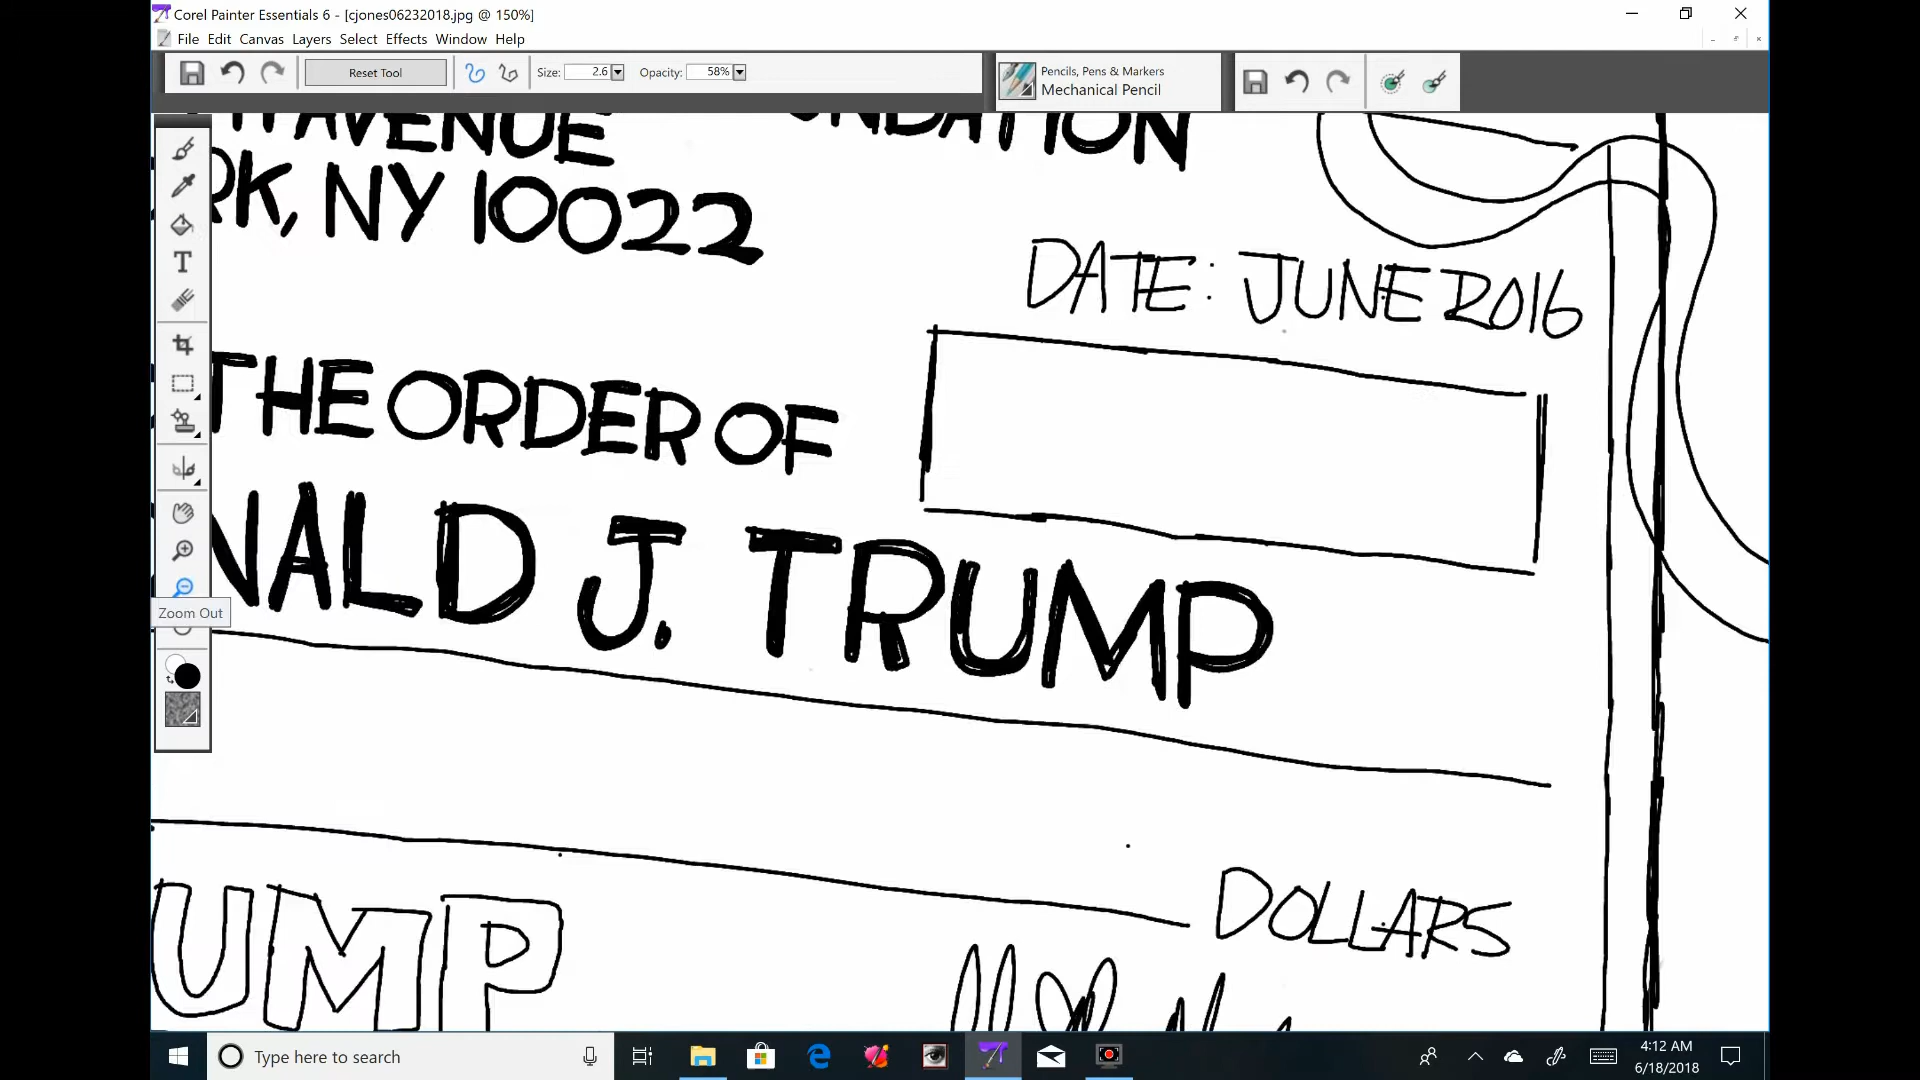 Corel Painter Essentials 6 - [cjones06232018.jpg @ 150%]
File Edit Canvas Layers Select Effects Window Help
Reset Tool
Size: 2.6
Opacity: 58%
Pencils, Pens & Markers
Mechanical Pencil
AVENUE
RK, NY 10022
DATE: JUNE 2016
THE ORDER OF
NALD J. TRUMP
Zoom Out
DOLLARS
UMP
Type here to search
4:12 AM
6/18/2018